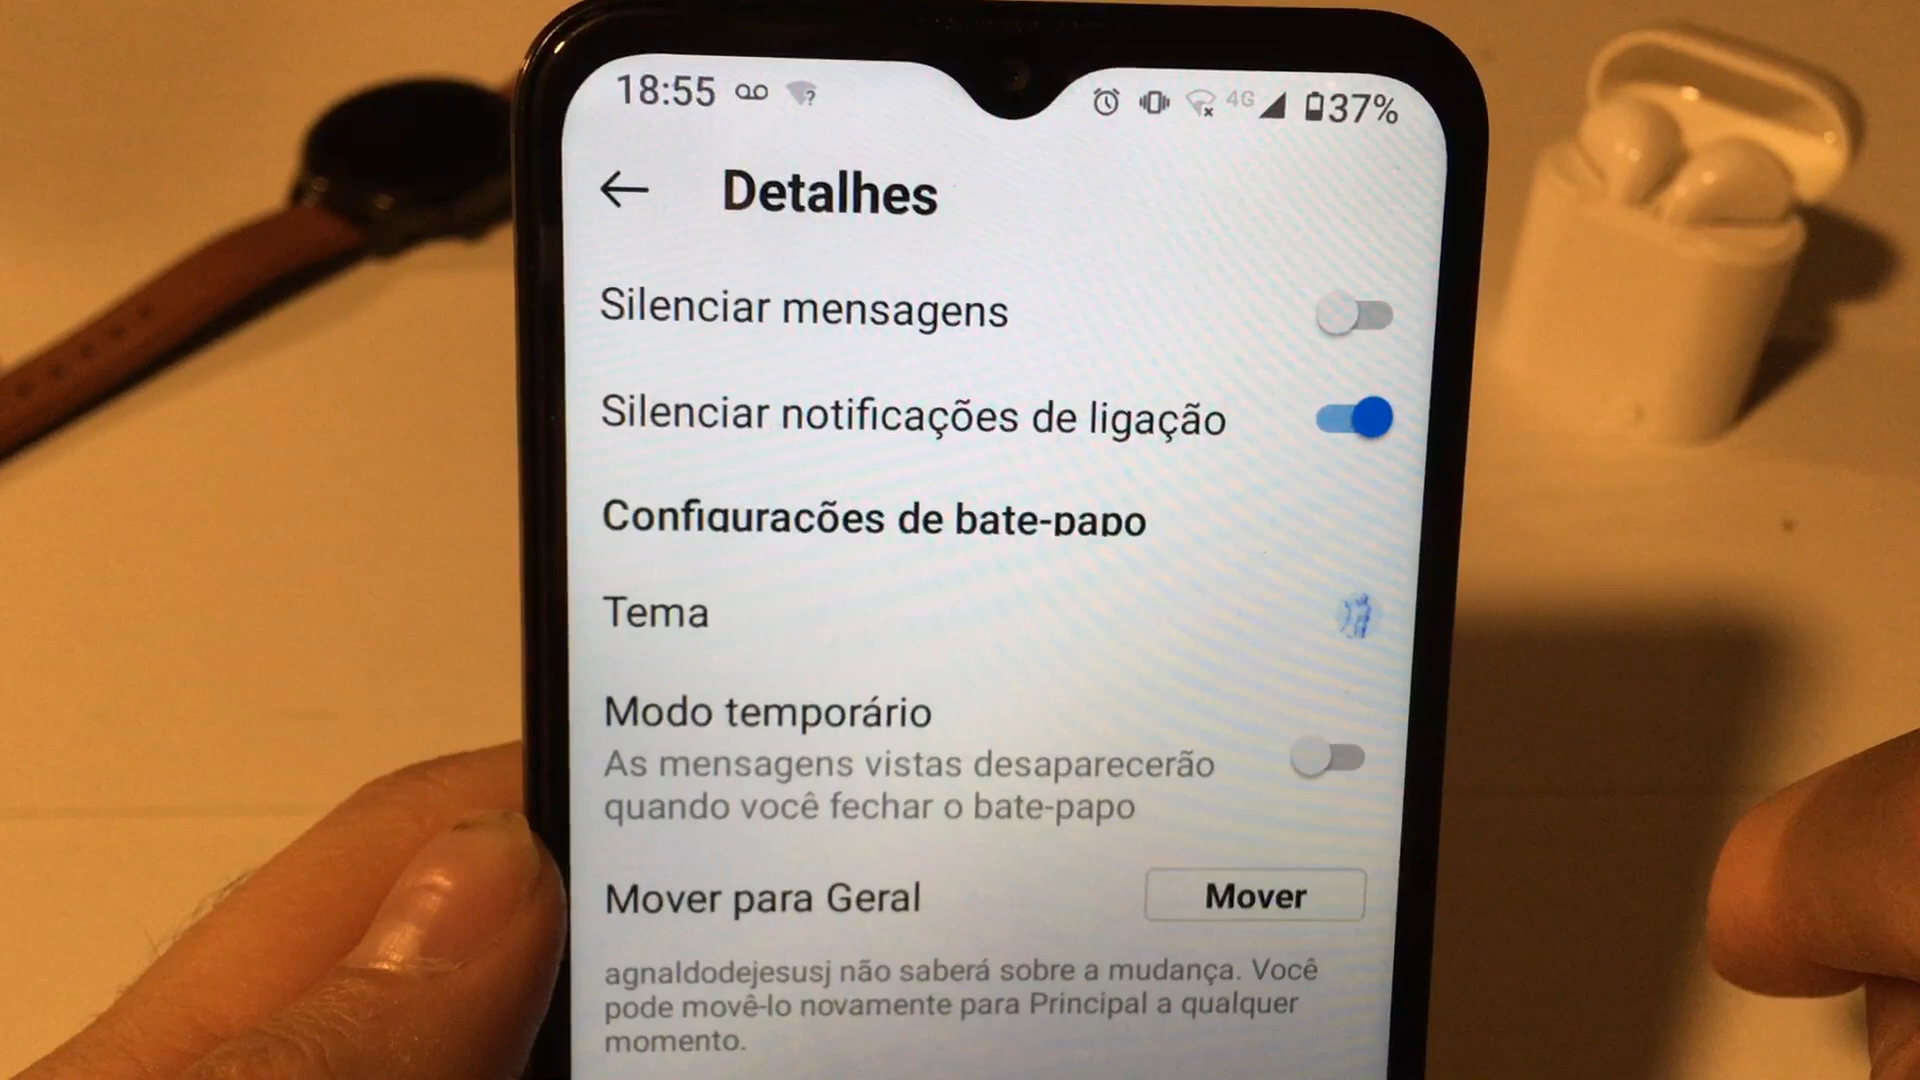 18:55 4G 37%
Detalhes
Silenciar mensagens
Silenciar notificações de ligação
Configurações de bate-papo
Tema
Modo temporário
As mensagens vistas desaparecerão
quando você fechar o bate-papo
Mover para Geral Mover
agnaldodejesusj não saberá sobre a mudança. Você
pode movê-lo novamente para Principal a qualquer
momento.